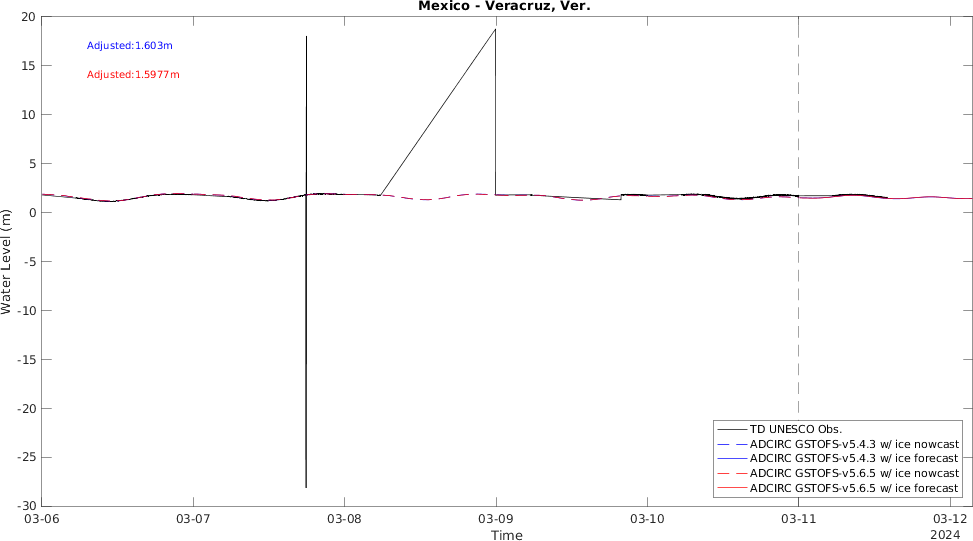 Mexico - Veracruz, Ver.
20
15
10
5
0
-5
-10
-15
-20
-25
-30
Water Level (m)
Adjusted:1.603m
Adjusted:1.5977m
TD UNESCO Obs.
ADCIRC GSTOFS-v5.4.3 w/ ice nowcast
ADCIRC GSTOFS-v5.4.3 w/ ice forecast
ADCIRC GSTOFS-v5.6.5 w/ ice nowcast
ADCIRC GSTOFS-v5.6.5 w/ ice forecast
03-06 03-07 03-08 03-09 03-10 03-11 03-12
Time
2024